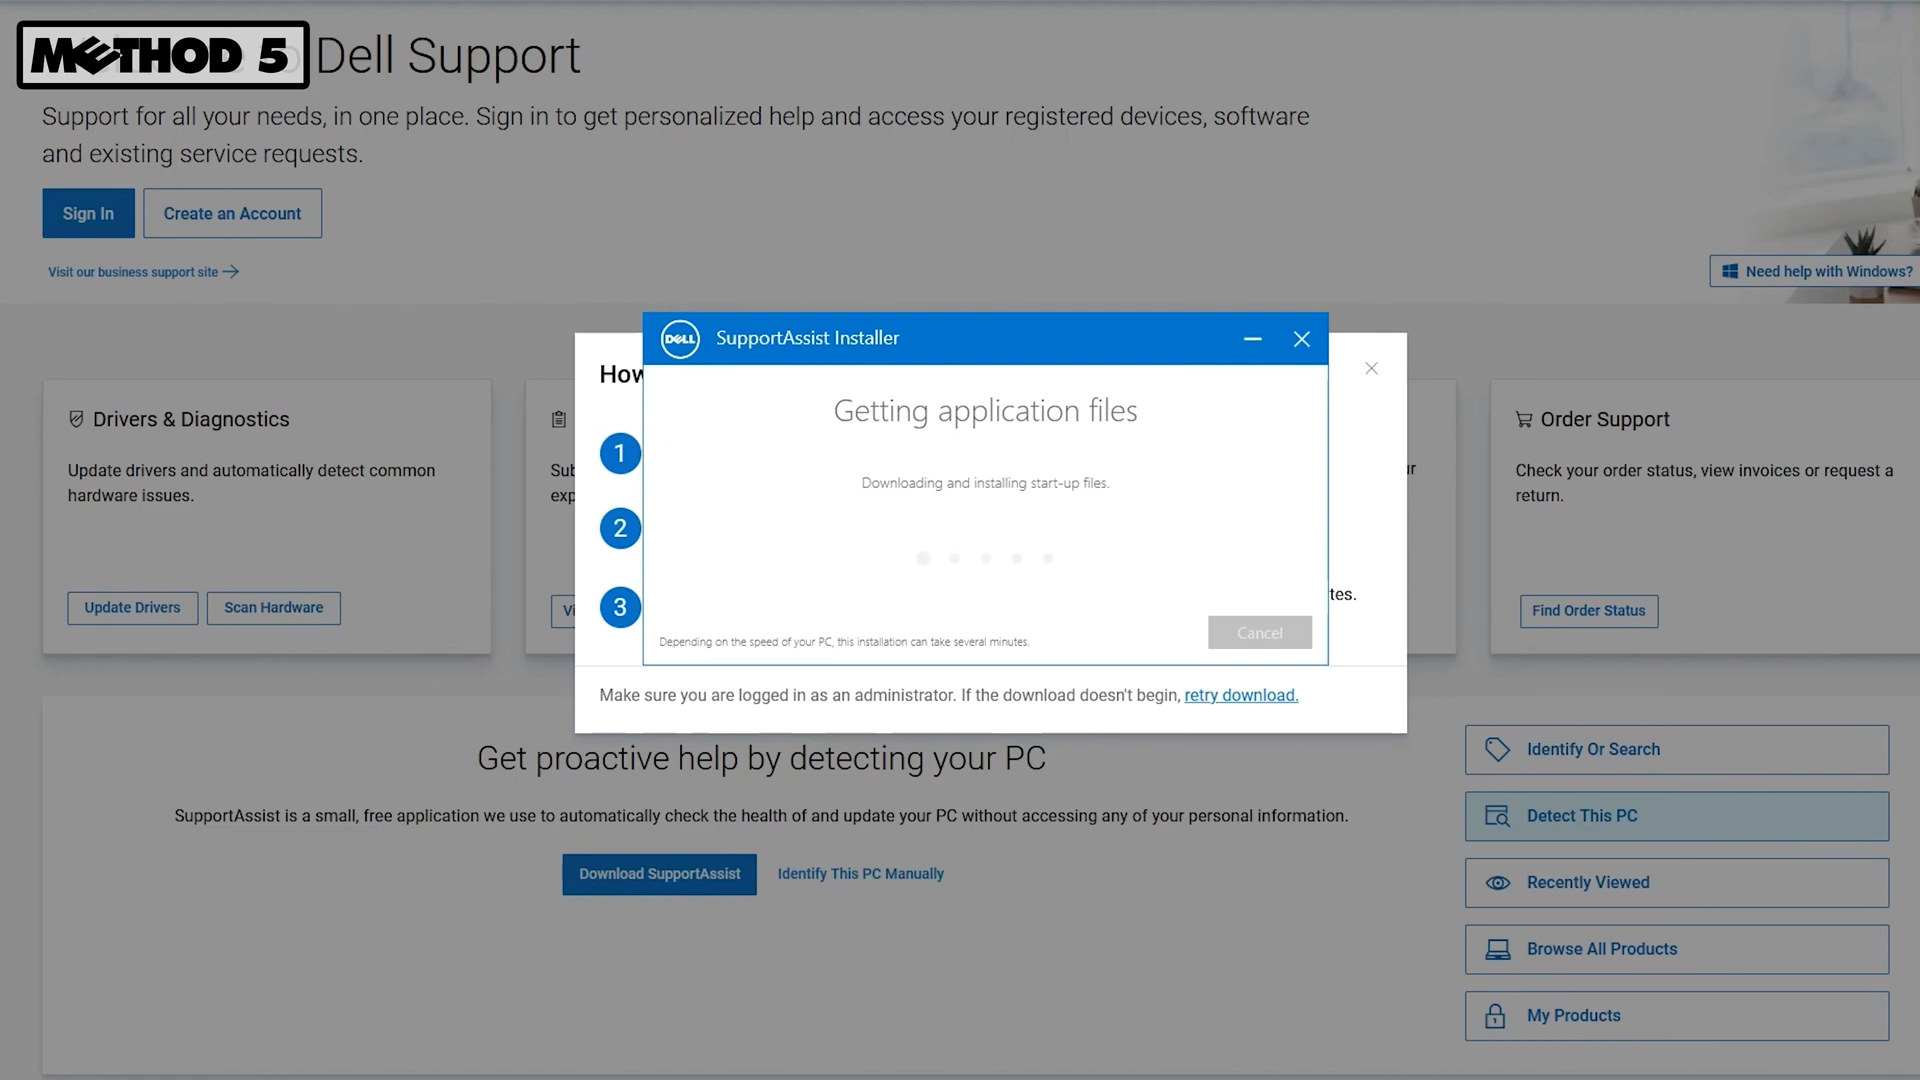 METHOD 5
Dell Support
Support for all your needs, in one place. Sign in to get personalized help and access your registered devices, software
and existing service requests.
Sign In
Create an Account
Visit our business support site
Need help with Windows?
DELL
SupportAssist Installer
How
Getting application files
Downloading and installing start-up files.
1
2
3
Depending on the speed of your PC, this installation can take several minutes.
Cancel
tes.
Make sure you are logged in as an administrator. If the download doesn't begin, retry download.
Drivers & Diagnostics
Update drivers and automatically detect common
hardware issues.
Update Drivers
Scan Hardware
Sub
exp
Vi
Order Support
Check your order status, view invoices or request a
return.
Find Order Status
Get proactive help by detecting your PC
SupportAssist is a small, free application we use to automatically check the health of and update your PC without accessing any of your personal information.
Download SupportAssist
Identify This PC Manually
Identify Or Search
Detect This PC
Recently Viewed
Browse All Products
My Products